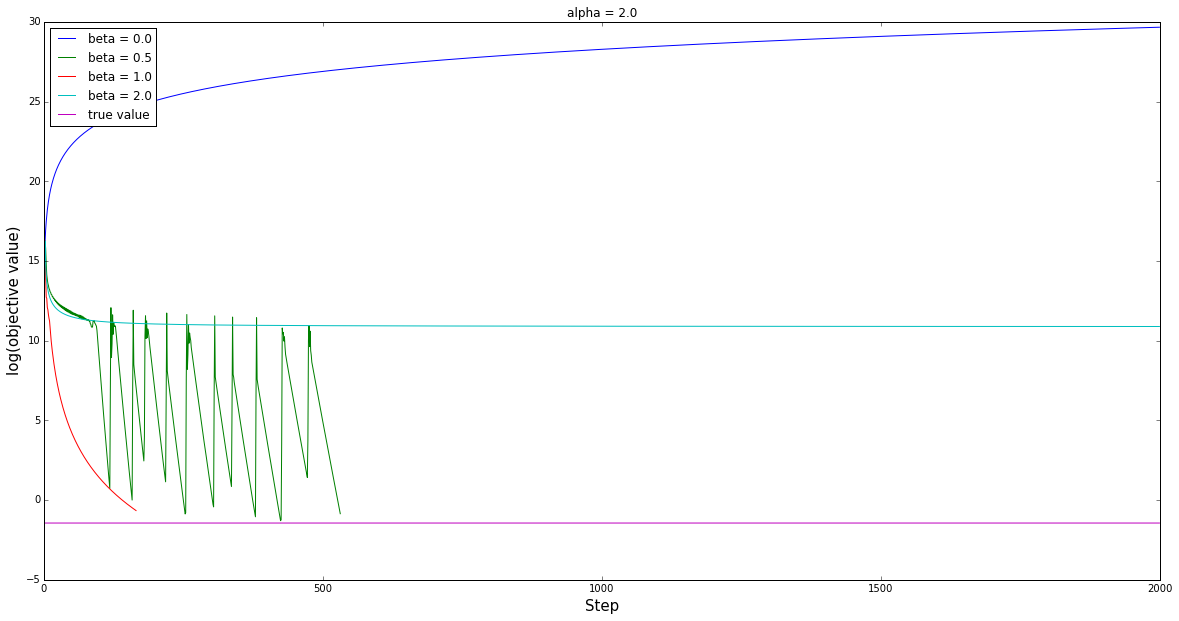 alpha = 2.0
30
beta = 0.0
beta = 0.5
beta = 1.0
beta = 2.0
true value
25
20
15
10
5
0
−5
log(objective value)
0 500 1000 1500 2000
Step